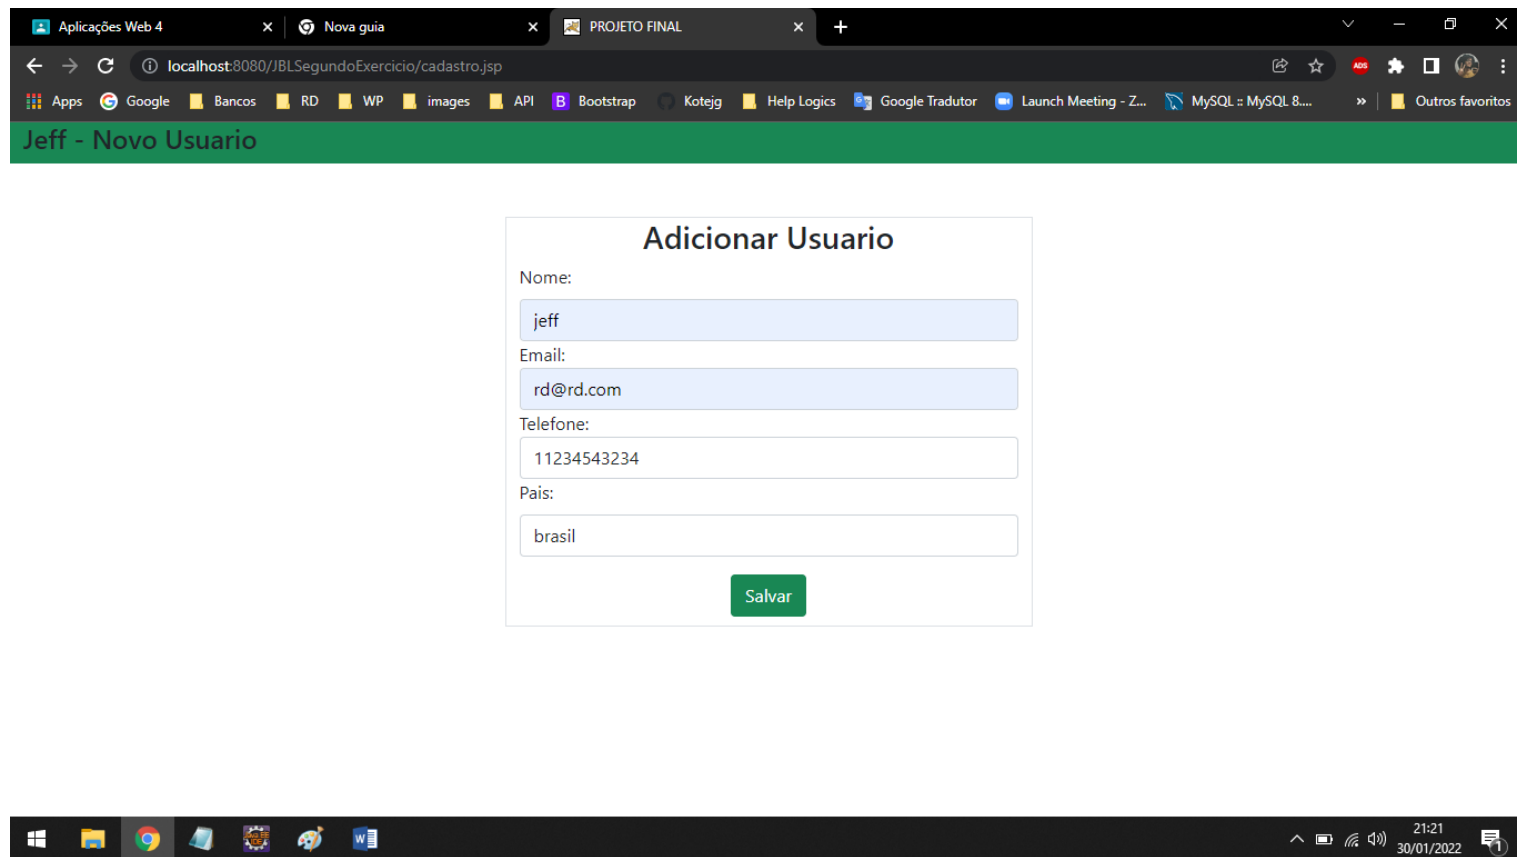 Aplicações Web 4 Nova guia PROJETO FINAL
localhost:8080/JBLSegundoExercicio/cadastro.jsp ADS
Apps Google Bancos RD WP images API B Bootstrap Kotejg Help Logics Google Tradutor Launch Meeting - Z... MySQL :: MySQL 8.... » Outros favoritos
Jeff - Novo Usuario
Adicionar Usuario
Nome:
jeff
Email:
rd@rd.com
Telefone:
11234543234
Pais:
brasil
Salvar
21:21
30/01/2022
1